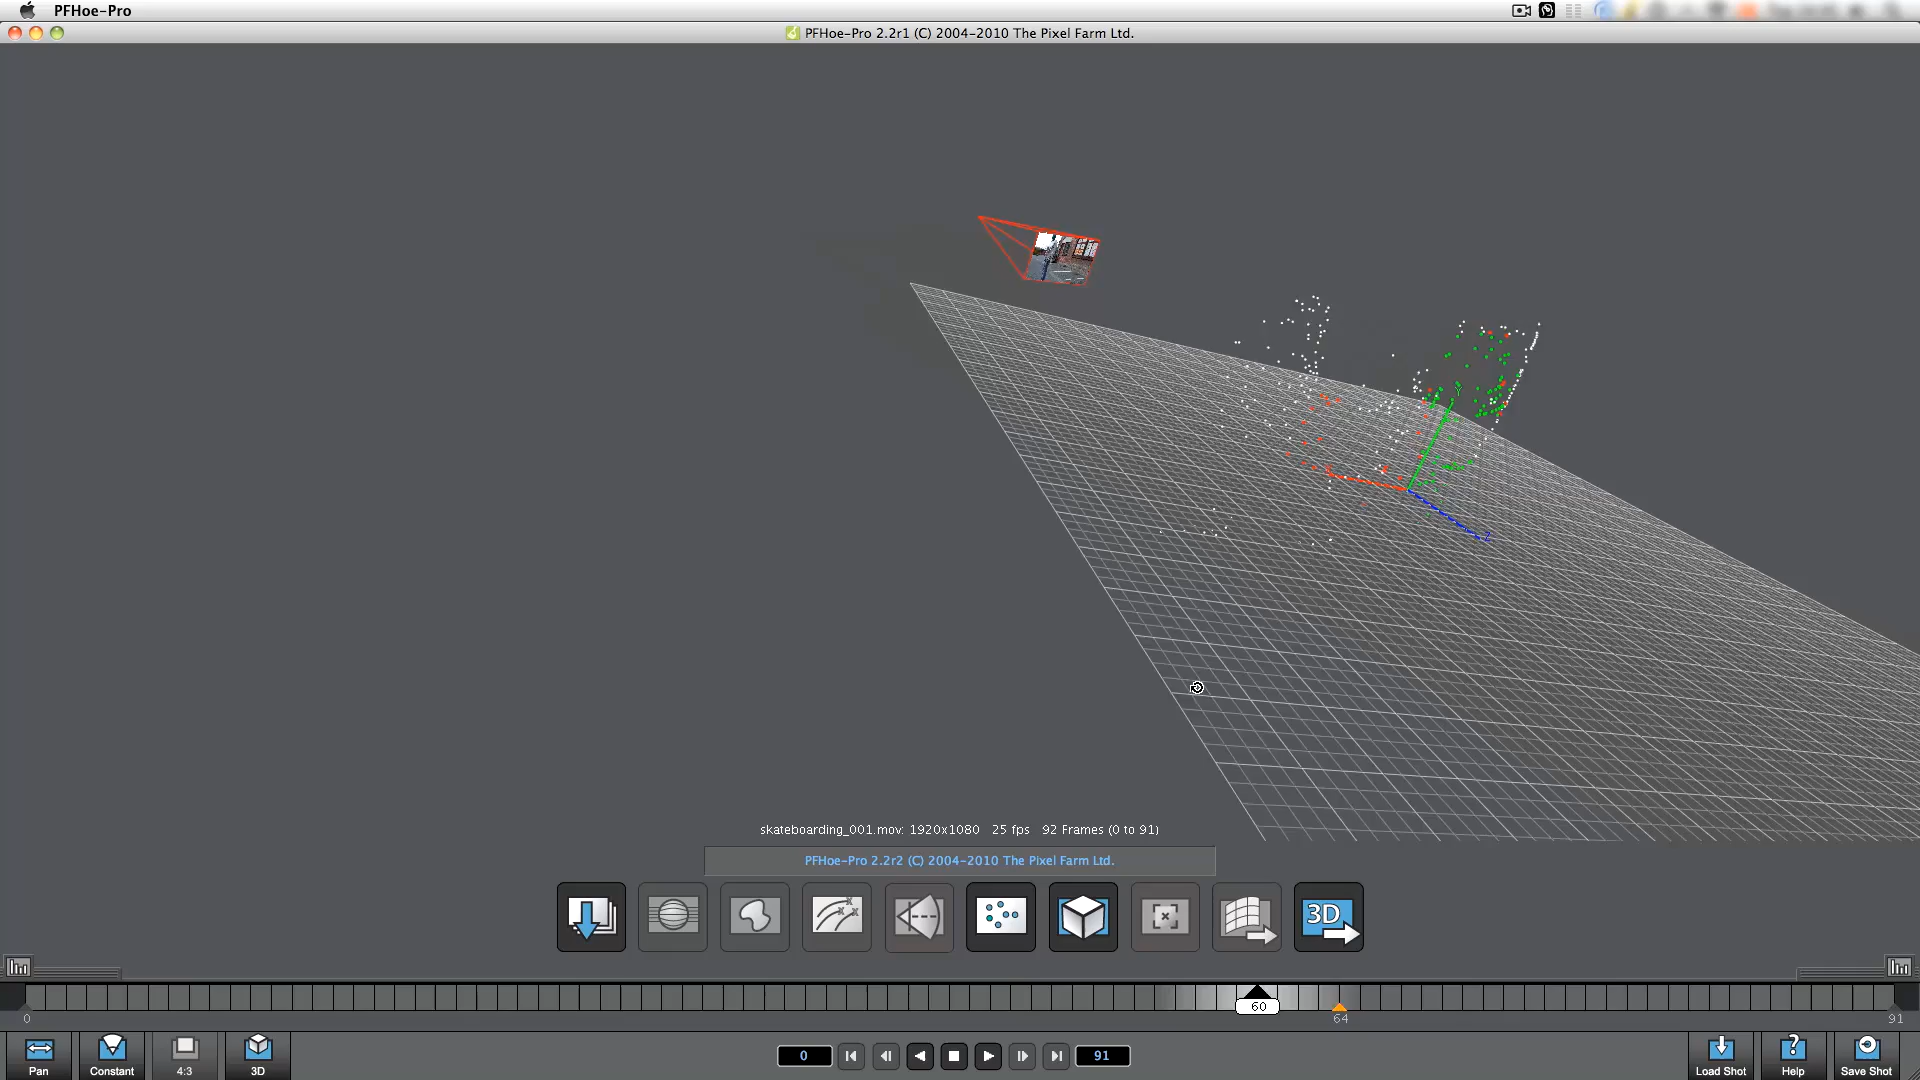 PFHoe-Pro
PFHoe-Pro 2.2r1 (C) 2004-2010 The Pixel Farm Ltd.
Y
X
Z
skateboarding_001.mov: 1920x1080 25 fps 92 Frames (0 to 91)
PFHoe-Pro 2.2r2 (C) 2004-2010 The Pixel Farm Ltd.
3D
60
0
64
91
0
91
Pan
Constant
4:3
3D
Load Shot
Help
Save Shot